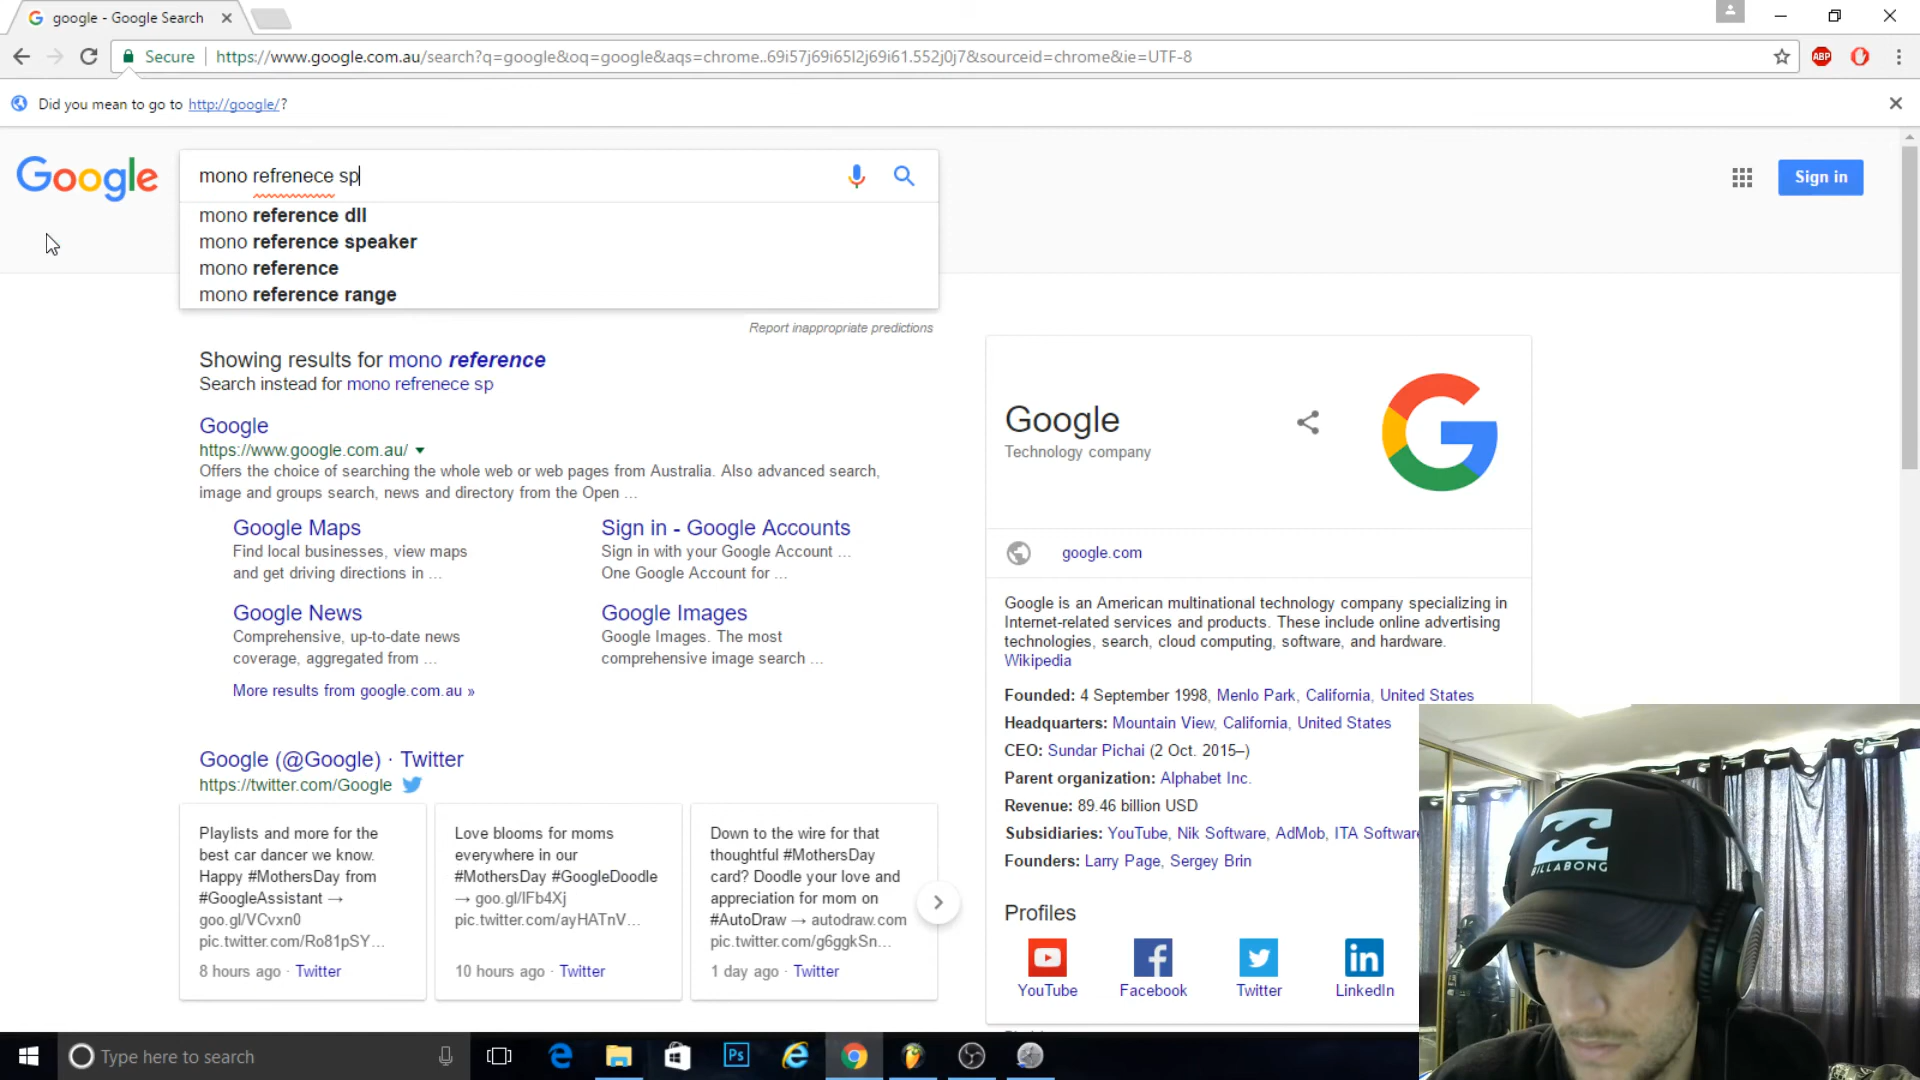 google - Google Search
Secure
https://www.google.com.au/search?q=google&oq=google&aqs=chrome..69i57j69i65l2j69i61.552j0j7&sourceid=chrome&ie=UTF-8
ABP
Did you mean to go to http://google/?
Google
mono refrenece sp
Sign in
mono reference dll
mono reference speaker
mono reference
mono reference range
Report inappropriate predictions
Showing results for mono reference
Search instead for mono refrenece sp
Google
https://www.google.com.au/
Offers the choice of searching the whole web or web pages from Australia. Also advanced search,
image and groups search, news and directory from the Open ...
Google Maps
Find local businesses, view maps
and get driving directions in ...
Sign in - Google Accounts
Sign in with your Google Account ...
One Google Account for ...
Google News
Comprehensive, up-to-date news
coverage, aggregated from ...
Google Images
Google Images. The most
comprehensive image search ...
More results from google.com.au »
Google (@Google) · Twitter
https://twitter.com/Google
Playlists and more for the
best car dancer we know.
Happy #MothersDay from
#GoogleAssistant →
goo.gl/VCvxn0
pic.twitter.com/Ro81pSY...
8 hours ago · Twitter
Love blooms for moms
everywhere in our
#MothersDay #GoogleDoodle
→ goo.gl/lFb4Xj
pic.twitter.com/ayHATnV...
10 hours ago · Twitter
Down to the wire for that
thoughtful #MothersDay
card? Doodle your love and
appreciation for mom on
#AutoDraw → autodraw.com
pic.twitter.com/g6ggkSn...
1 day ago · Twitter
Google
Technology company
google.com
Google is an American multinational technology company specializing in
Internet-related services and products. These include online advertising
technologies, search, cloud computing, software, and hardware.
Wikipedia
Founded: 4 September 1998, Menlo Park, California, United States
Headquarters: Mountain View, California, United States
CEO: Sundar Pichai (2 Oct. 2015–)
Parent organization: Alphabet Inc.
Revenue: 89.46 billion USD
Subsidiaries: YouTube, Nik Software, AdMob, ITA Software
Founders: Larry Page, Sergey Brin
Profiles
YouTube
Facebook
Twitter
LinkedIn
BILLABONG
Type here to search
Ps